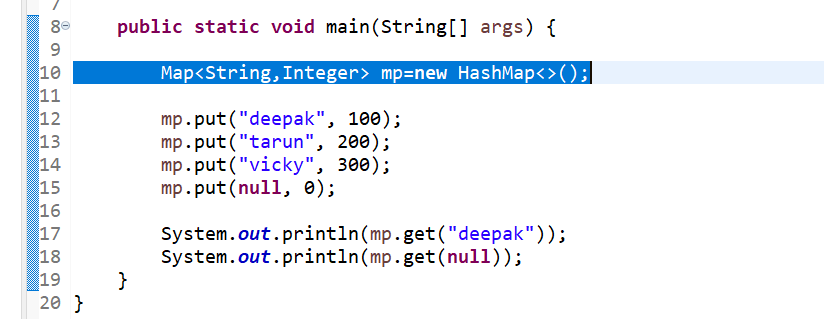 7
8 public static void main(String[] args) {
9
10 Map<String,Integer> mp=new HashMap<>();
11
12 mp.put("deepak", 100);
13 mp.put("tarun", 200);
14 mp.put("vicky", 300);
15 mp.put(null, 0);
16
17 System.out.println(mp.get("deepak"));
18 System.out.println(mp.get(null));
19 }
20 }